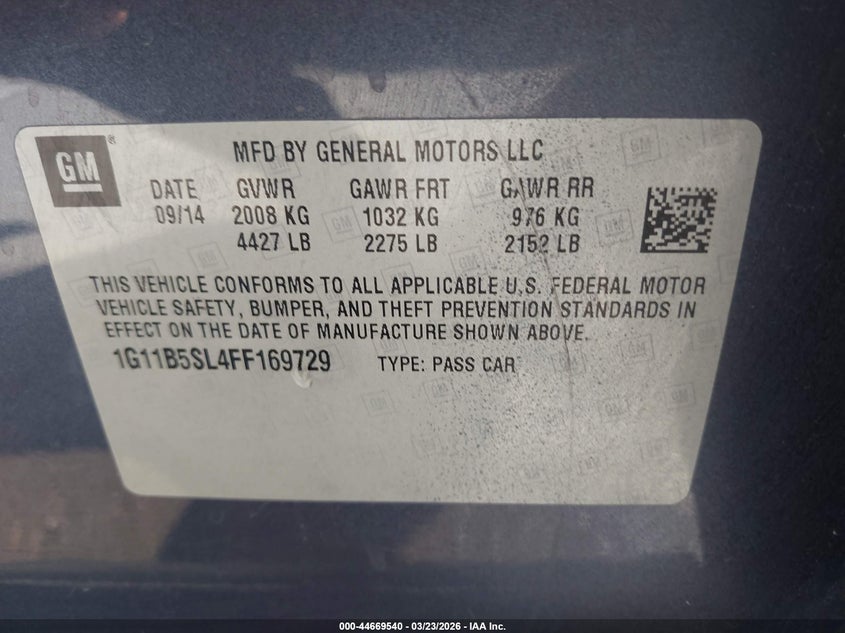 GM
®
MFD BY GENERAL MOTORS LLC
DATE GVWR GAWR FRT GAWR RR
09/14 2008 KG 1032 KG 976 KG
4427 LB 2275 LB 2152 LB
THIS VEHICLE CONFORMS TO ALL APPLICABLE U.S. FEDERAL MOTOR
VEHICLE SAFETY, BUMPER, AND THEFT PREVENTION STANDARDS IN
EFFECT ON THE DATE OF MANUFACTURE SHOWN ABOVE.
1G11B5SL4FF169729 TYPE: PASS CAR
000-44669540 - 03/23/2026 - IAA Inc.